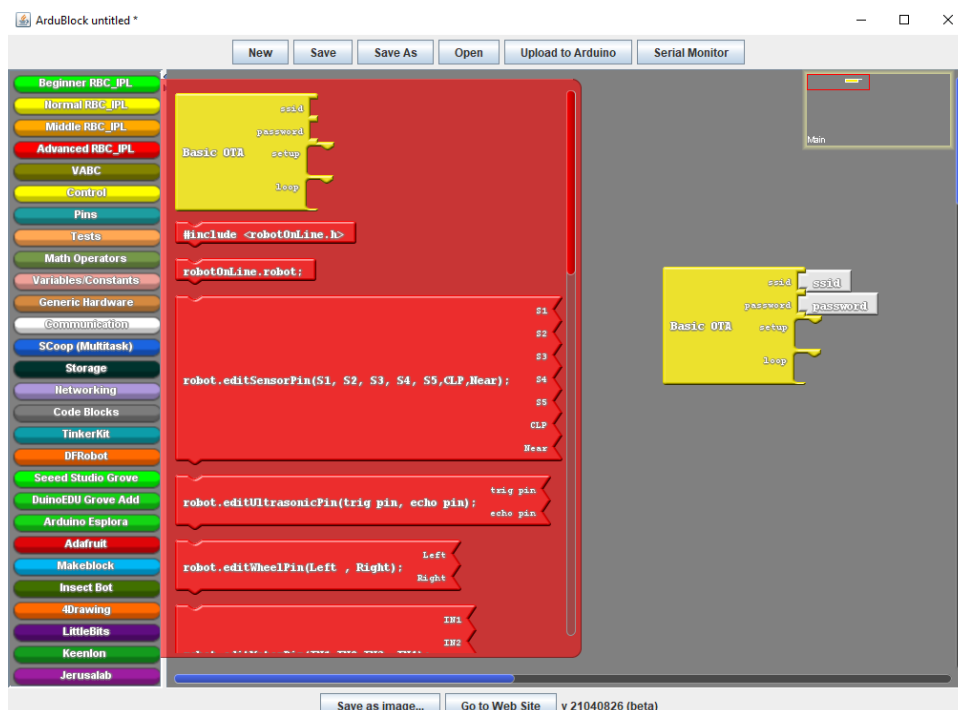 ArduBlock untitled *
New Save Save As Open Upload to Arduino Serial Monitor
Beginner RBC_IPL
Normal RBC_IPL
Middle RBC_IPL
Advanced RBC_IPL
VABC
Control
Pins
Tests
Math Operators
Variables/Constants
Generic Hardware
Communication
SCoop (Multitask)
Storage
Networking
Code Blocks
TinkerKit
DFRobot
Seeed Studio Grove
DuinoEDU Grove Add
Arduino Esplora
Adafruit
Makeblock
Insect Bot
4Drawing
LittleBits
Keenlon
Jerusalab
ssid
password
Basic OTA setup
loop
#include <robotOnLine.h>
robotOnLine.robot;
S1
S2
S3
robot.editSensorPin(S1, S2, S3, S4, S5,CLP,Near); S4
S5
CLP
Near
trig pin
robot.editUltrasonicPin(trig pin, echo pin);
echo pin
Left
robot.editWheelPin(Left , Right);
Right
IN1
IN2
Main
ssid ssid
password password
Basic OTA setup
loop
Save as image... Go to Web Site v 21040826 (beta)